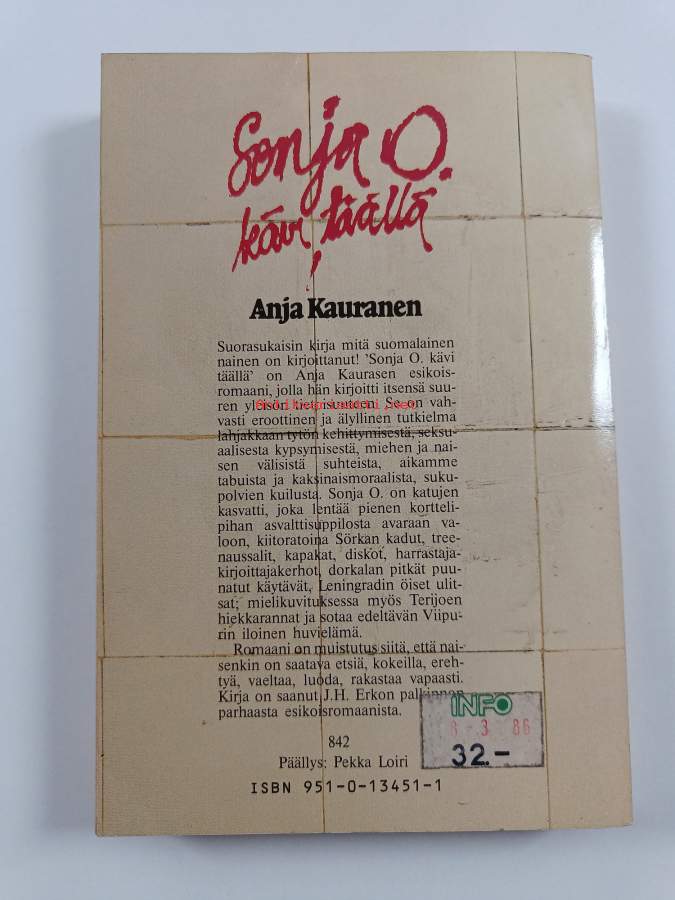 Sonja O.
kävi täällä
Anja Kauranen
Suorasukaisin kirja mitä suomalainen
nainen on kirjoittanut! 'Sonja O. kävi
täällä' on Anja Kaurasen esikois-
romaani, jolla hän kirjoitti itsensä suu-
ren yleisön tietoisuuteen. Se on vah-
vasti eroottinen ja älyllinen tutkielma
lahjakkaan tytön kehittymisestä, seksu-
aalisesta kypsymisestä, miehen ja nai-
sen välisistä suhteista, aikamme
tabuista ja kaksinaismoraalista, suku-
polvien kuilusta. Sonja O. on katujen
kasvatti, joka lentää pienen kortteli-
pihan asvalttisuppilosta avaraan va-
loon, kiitoratoina Sörkan kadut, tree-
naussalit, kapakat, diskot, harrastaja-
kirjoittajakerhot, dorkalan pitkät puu-
natut käytävät, Leningradin öiset ulit-
sat; mielikuvituksessa myös Terijoen
hiekkarannat ja sotaa edeltävän Viipu-
rin iloinen huvielämä.
Romaani on muistutus siitä, että nai-
senkin on saatava etsiä, kokeilla, ereh-
tyä, vaeltaa, luoda, rakastaa vapaasti.
Kirja on saanut J.H. Erkon palkinnon
parhaasta esikoisromaanista.
INFO
8 - 3 86
32.-
842
Päällys: Pekka Loiri
ISBN 951-0-13451-1